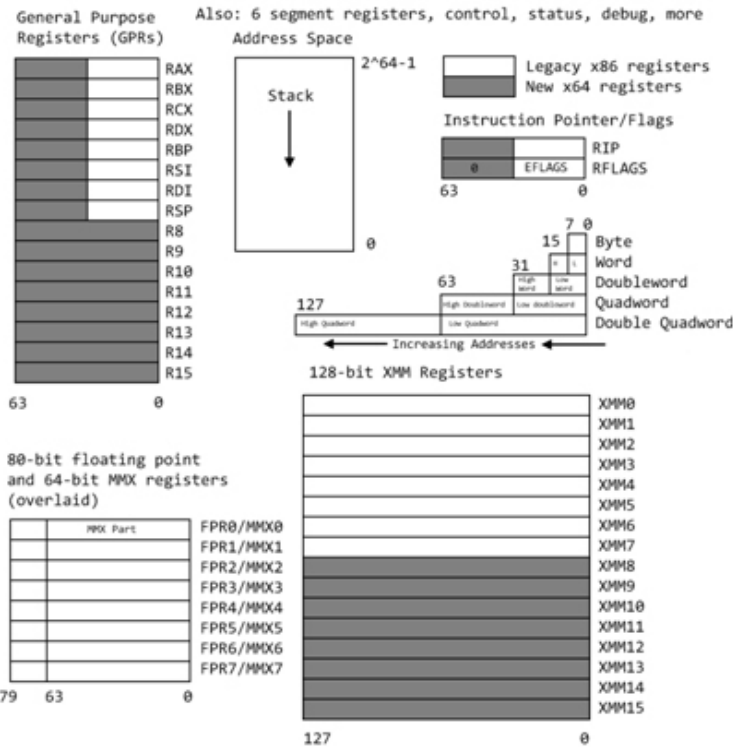 General Purpose
Registers (GPRs)
Also: 6 segment registers, control, status, debug, more
Address Space
RAX
RBX
RCX
RDX
RBP
RSI
RDI
RSP
R8
R9
R10
R11
R12
R13
R14
R15
63 0
2^64-1
Stack
0
Legacy x86 registers
New x64 registers
Instruction Pointer/Flags
RIP
0 EFLAGS RFLAGS
63 0
7 0
Byte
15
H L Word
31
High Word Low Word Doubleword
63
High Doubleword Low doubleword Quadword
127
High Quadword Low Quadword Double Quadword
Increasing Addresses
128-bit XMM Registers
XMM0
XMM1
XMM2
XMM3
XMM4
XMM5
XMM6
XMM7
XMM8
XMM9
XMM10
XMM11
XMM12
XMM13
XMM14
XMM15
127 0
80-bit floating point
and 64-bit MMX registers
(overlaid)
MMX Part FPR0/MMX0
FPR1/MMX1
FPR2/MMX2
FPR3/MMX3
FPR4/MMX4
FPR5/MMX5
FPR6/MMX6
FPR7/MMX7
79 63 0